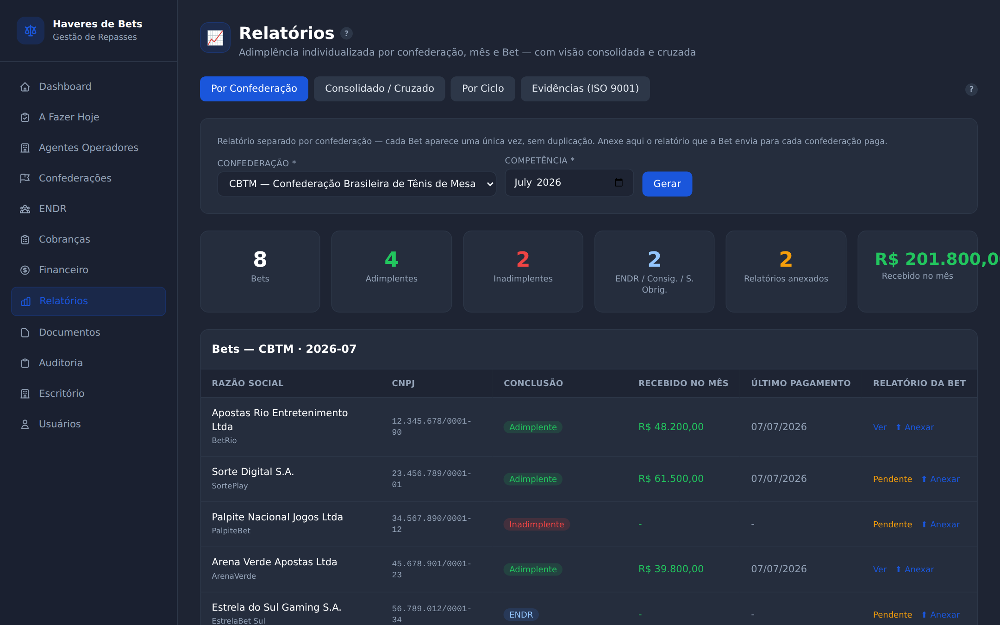 Haveres de Bets
Gestão de Repasses
Dashboard
A Fazer Hoje
Agentes Operadores
Confederações
ENDR
Cobranças
Financeiro
Relatórios
Documentos
Auditoria
Escritório
Usuários
Relatórios ?
Adimplência individualizada por confederação, mês e Bet — com visão consolidada e cruzada
Por Confederação Consolidado / Cruzado Por Ciclo Evidências (ISO 9001) ?
Relatório separado por confederação — cada Bet aparece uma única vez, sem duplicação. Anexe aqui o relatório que a Bet envia para cada confederação paga.
CONFEDERAÇÃO * COMPETÊNCIA *
CBTM — Confederação Brasileira de Tênis de Mesa July 2026 Gerar
8 4 2 2 2 R$ 201.800,0
Bets Adimplentes Inadimplentes ENDR / Consig. / S. Relatórios anexados Recebido no mês
Obrig.
Bets — CBTM · 2026-07
RAZÃO SOCIAL CNPJ CONCLUSÃO RECEBIDO NO MÊS ÚLTIMO PAGAMENTO RELATÓRIO DA BET
Apostas Rio Entretenimento
Ltda
BetRio
12.345.678/0001-
90
Adimplente R$ 48.200,00 07/07/2026 Ver ⬆ Anexar
Sorte Digital S.A.
SortePlay
23.456.789/0001-
01
Adimplente R$ 61.500,00 07/07/2026 Pendente ⬆ Anexar
Palpite Nacional Jogos Ltda
PalpiteBet
34.567.890/0001-
12
Inadimplente - - Pendente ⬆ Anexar
Arena Verde Apostas Ltda
ArenaVerde
45.678.901/0001-
23
Adimplente R$ 39.800,00 07/07/2026 Ver ⬆ Anexar
Estrela do Sul Gaming S.A.
EstrelaBet Sul
56.789.012/0001-
34
ENDR - - Pendente ⬆ Anexar